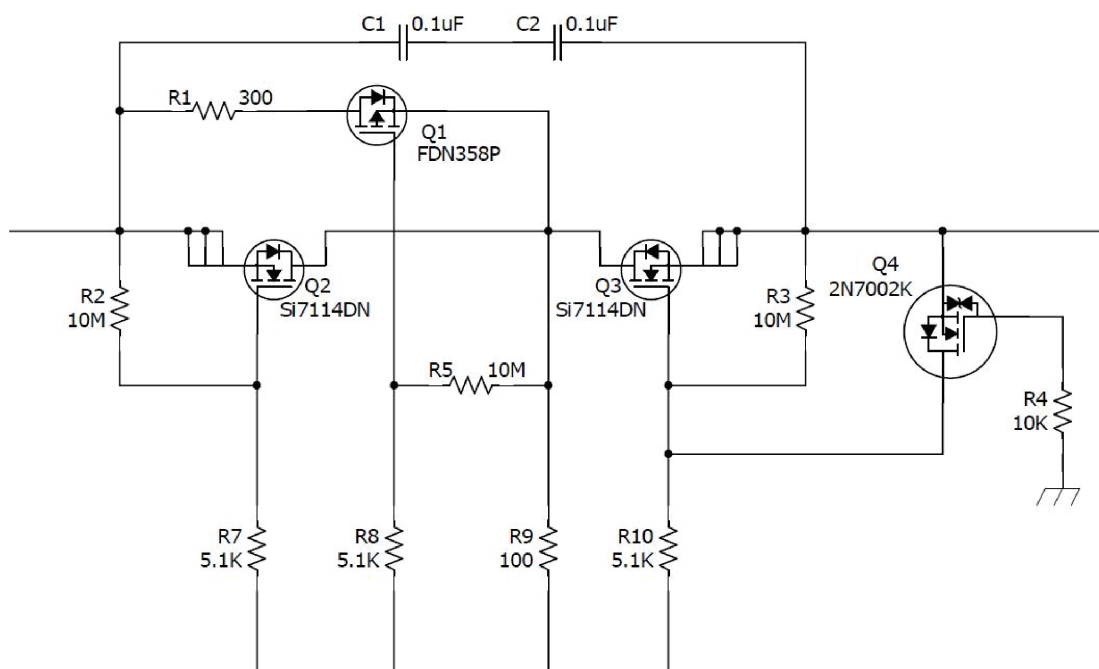 C1 0.1uF C2 0.1uF
R1 300
Q1
FDN358P
R2
10M
Q2
Si7114DN
Q3
Si7114DN
R3
10M
Q4
2N7002K
R5 10M
R4
10K
R7
5.1K
R8
5.1K
R9
100
R10
5.1K